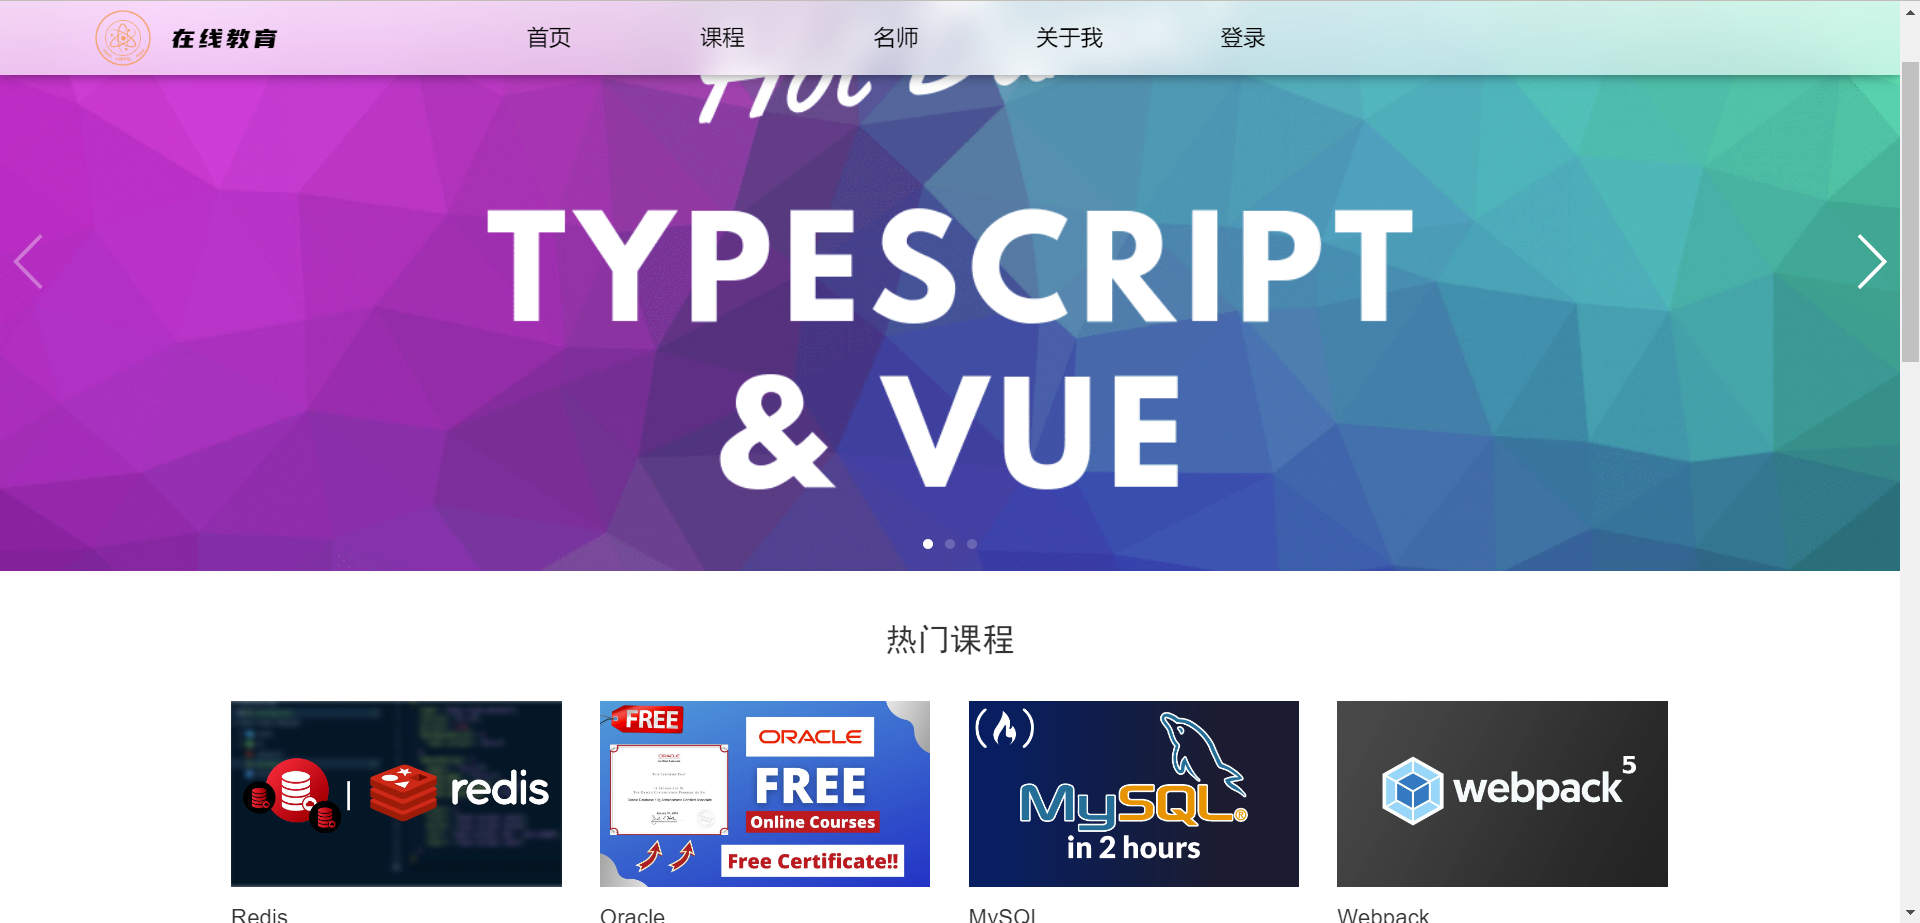 在线教育
首页
课程
名师
关于我
登录
TYPESCRIPT
& VUE
热门课程
redis
FREE
ORACLE
ORACLE
FREE
Online Courses
Free Certificate!!
MySQL®
in 2 hours
webpack 5
Redis
Oracle
MySQL
Webpack